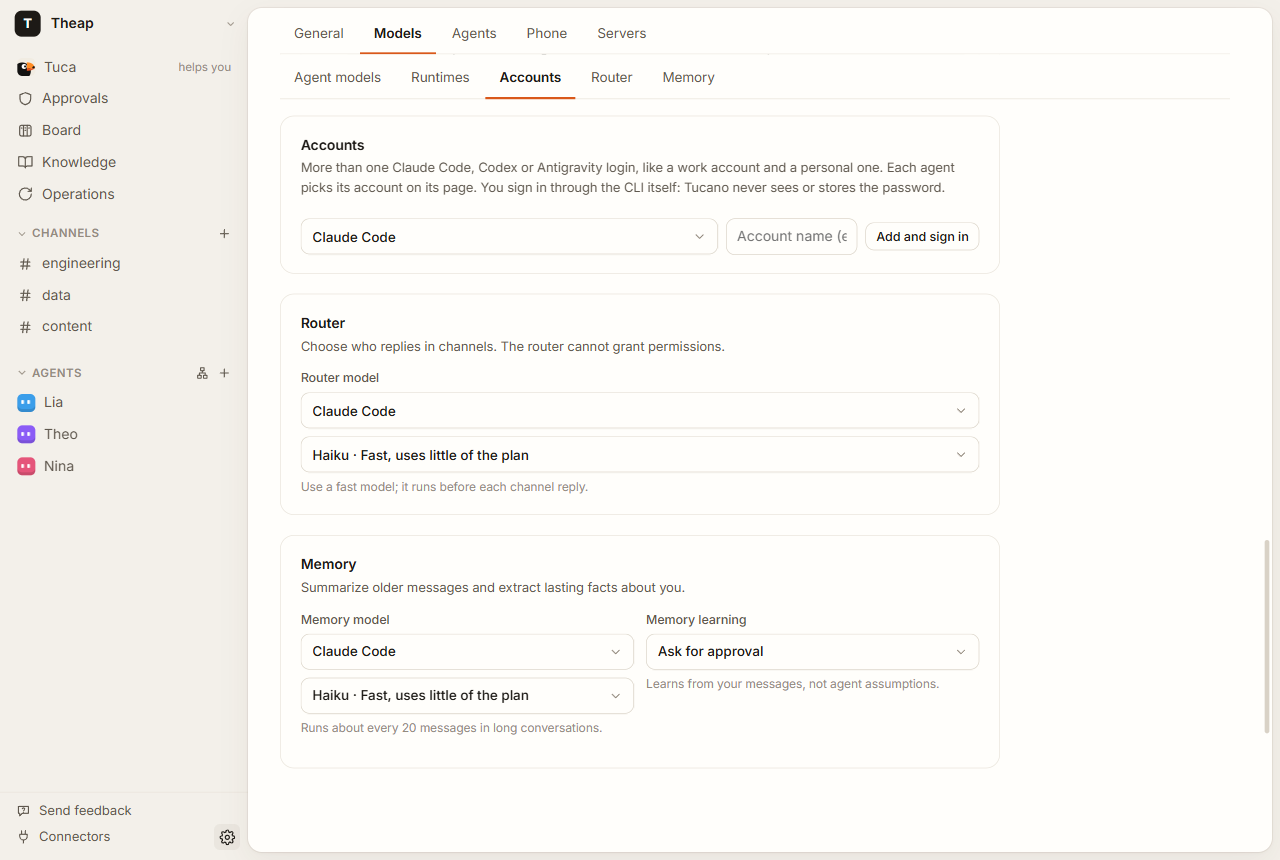 T Theap
Tuca helps you
Approvals
Board
Knowledge
Operations
CHANNELS
# engineering
# data
# content
AGENTS
Lia
Theo
Nina
Send feedback
Connectors
General Models Agents Phone Servers
Agent models Runtimes Accounts Router Memory
Accounts
More than one Claude Code, Codex or Antigravity login, like a work account and a personal one. Each agent
picks its account on its page. You sign in through the CLI itself: Tucano never sees or stores the password.
Claude Code Account name (e Add and sign in
Router
Choose who replies in channels. The router cannot grant permissions.
Router model
Claude Code
Haiku · Fast, uses little of the plan
Use a fast model; it runs before each channel reply.
Memory
Summarize older messages and extract lasting facts about you.
Memory model Memory learning
Claude Code Ask for approval
Learns from your messages, not agent assumptions.
Haiku · Fast, uses little of the plan
Runs about every 20 messages in long conversations.